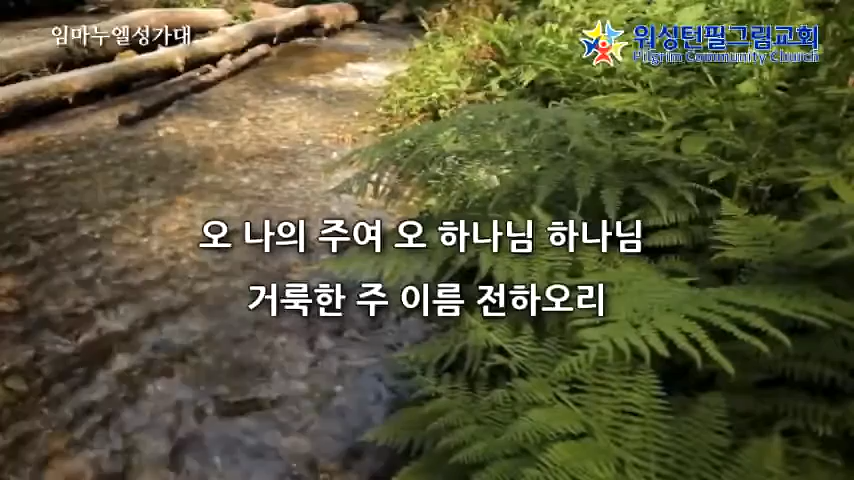 임마누엘성가대
워싱턴필그림교회
Pilgrim Community Church
오 나의 주여 오 하나님 하나님
거룩한 주 이름 전하오리